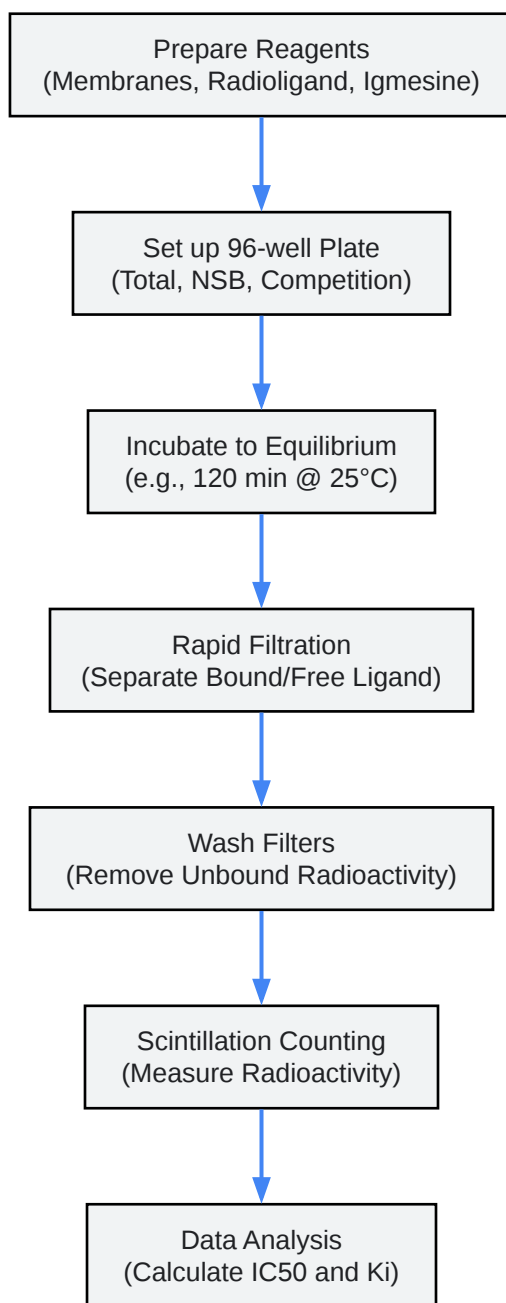 Prepare Reagents
(Membranes, Radioligand, Igmesine)
Set up 96-well Plate
(Total, NSB, Competition)
Incubate to Equilibrium
(e.g., 120 min @ 25°C)
Rapid Filtration
(Separate Bound/Free Ligand)
Wash Filters
(Remove Unbound Radioactivity)
Scintillation Counting
(Measure Radioactivity)
Data Analysis
(Calculate IC50 and Ki)